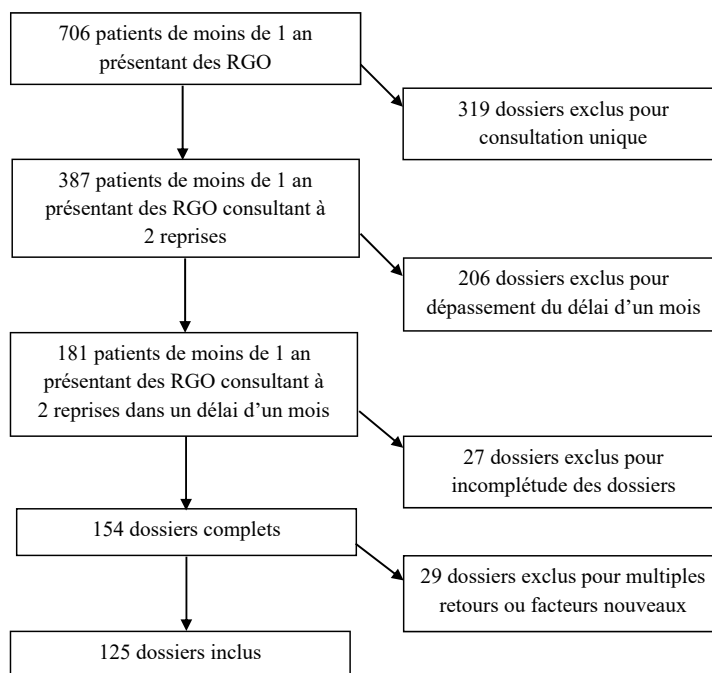 706 patients de moins de 1 an
présentant des RGO
319 dossiers exclus pour
consultation unique
387 patients de moins de 1 an
présentant des RGO consultant à
2 reprises
206 dossiers exclus pour
dépassement du délai d’un mois
181 patients de moins de 1 an
présentant des RGO consultant à
2 reprises dans un délai d’un mois
27 dossiers exclus pour
incomplétude des dossiers
154 dossiers complets
29 dossiers exclus pour multiples
retours ou facteurs nouveaux
125 dossiers inclus